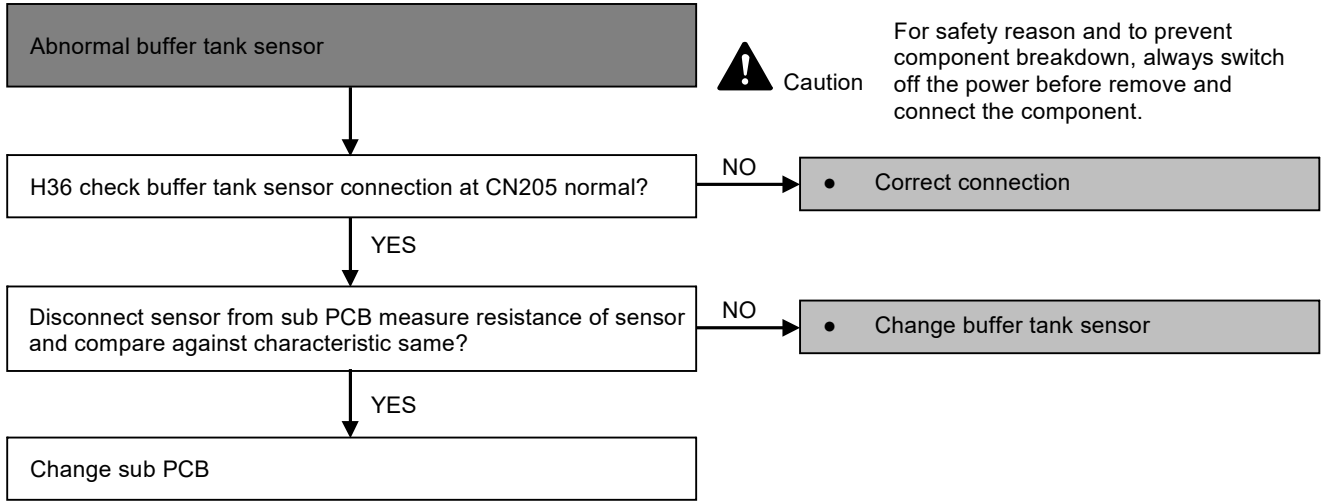 Abnormal buffer tank sensor
Caution
For safety reason and to prevent
component breakdown, always switch
off the power before remove and
connect the component.
H36 check buffer tank sensor connection at CN205 normal?
NO
● Correct connection
YES
Disconnect sensor from sub PCB measure resistance of sensor
and compare against characteristic same?
NO
● Change buffer tank sensor
YES
Change sub PCB